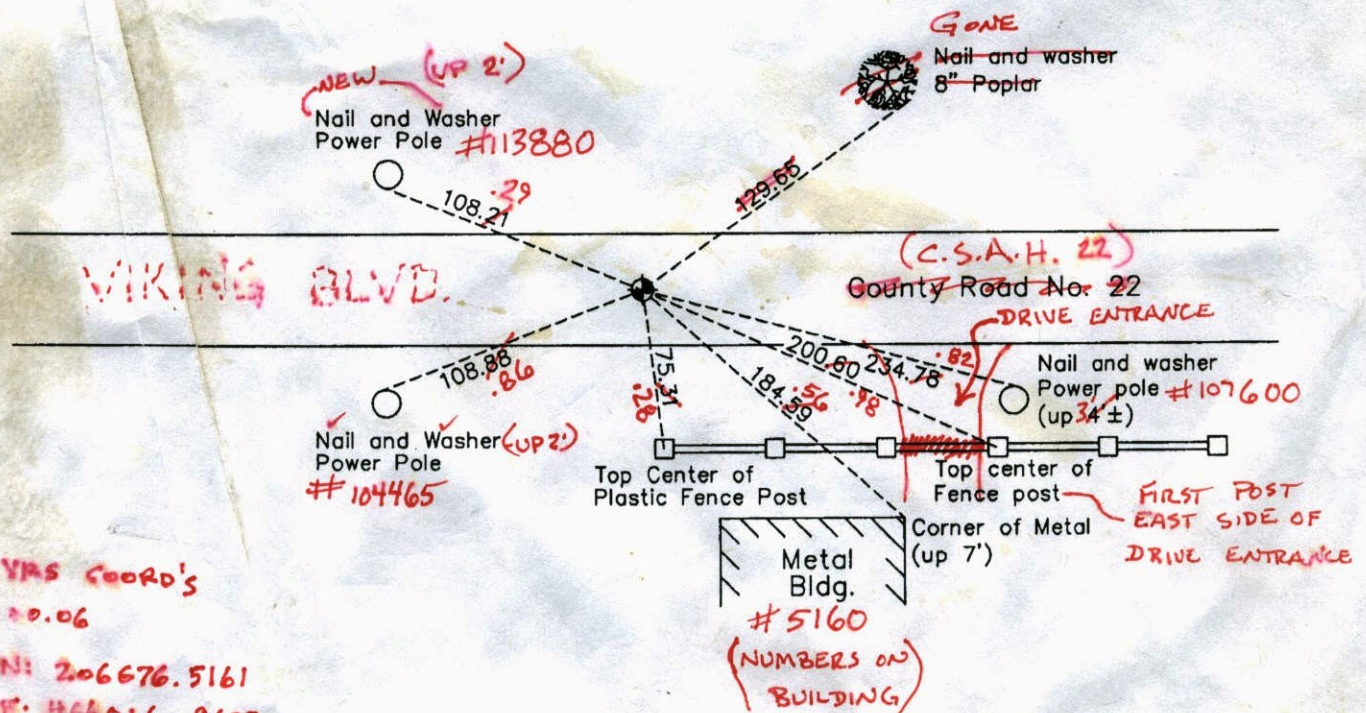 GONE
Nail and washer
8" Poplar
NEW (UP 2')
Nail and Washer
Power Pole #113880
108.21 .29
129.65
VIKING BLVD.
(C.S.A.H. 22)
County Road No. 22
DRIVE ENTRANCE
108.88 .86
75.31 .28
184.59 .56
200.60 .98
234.78 .82
Nail and washer
Power pole #107600
(up 34'±)
Nail and Washer (UP 2')
Power Pole
#104465
Top Center of
Plastic Fence Post
Top center of
Fence post
FIRST POST
EAST SIDE OF
DRIVE ENTRANCE
Corner of Metal
(up 7')
Metal
Bldg.
#5160
(NUMBERS ON
BUILDING)
COORD'S
0.06
N: 206676.5161